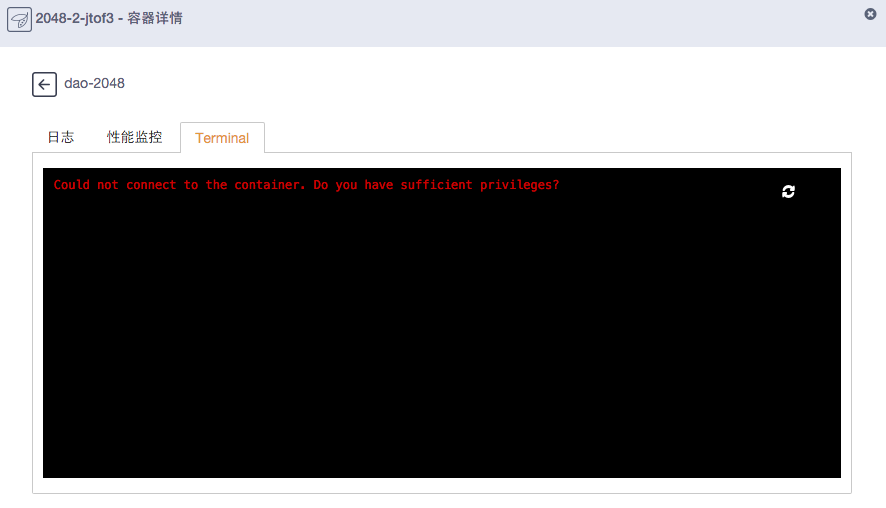 2048-2-jtof3 - 容器详情
dao-2048
日志 性能监控 Terminal
Could not connect to the container. Do you have sufficient privileges?